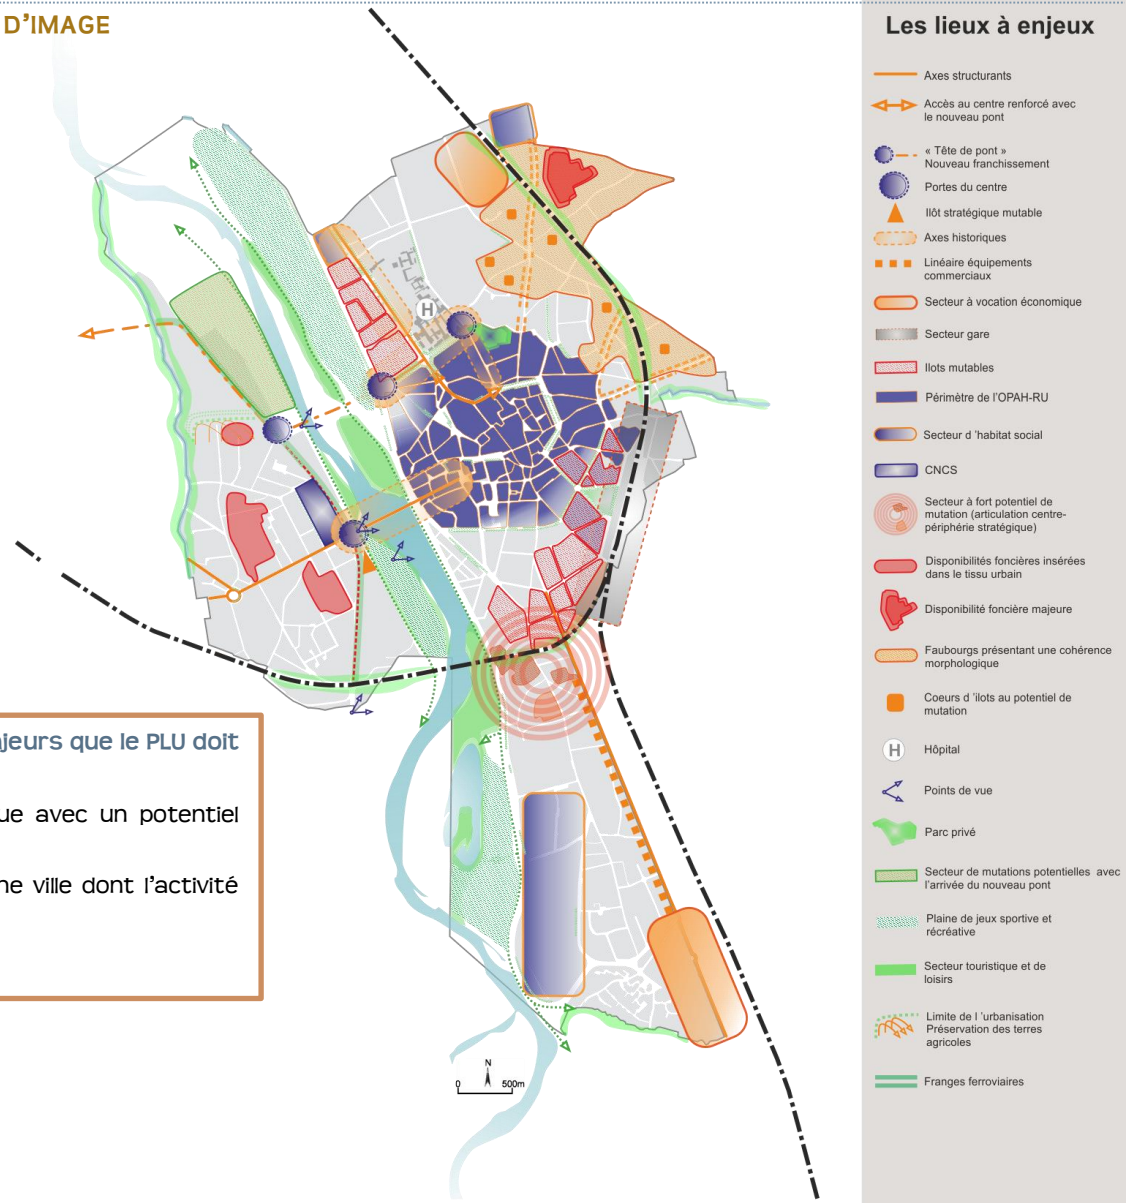 D'IMAGE
H
ajeurs que le PLU doit
ue avec un potentiel
ne ville dont l'activité
N
0 500m
Les lieux à enjeux
Axes structurants
Accès au centre renforcé avec
le nouveau pont
« Tête de pont »
Nouveau franchissement
Portes du centre
Ilôt stratégique mutable
Axes historiques
Linéaire équipements
commerciaux
Secteur à vocation économique
Secteur gare
Ilots mutables
Périmètre de l'OPAH-RU
Secteur d 'habitat social
CNCS
Secteur à fort potentiel de
mutation (articulation centre-
périphérie stratégique)
Disponibilités foncières insérées
dans le tissu urbain
Disponibilité foncière majeure
Faubourgs présentant une cohérence
morphologique
Coeurs d 'ilots au potentiel de
mutation
H Hôpital
Points de vue
Parc privé
Secteur de mutations potentielles avec
l'arrivée du nouveau pont
Plaine de jeux sportive et
récréative
Secteur touristique et de
loisirs
Limite de l 'urbanisation
Préservation des terres
agricoles
Franges ferroviaires